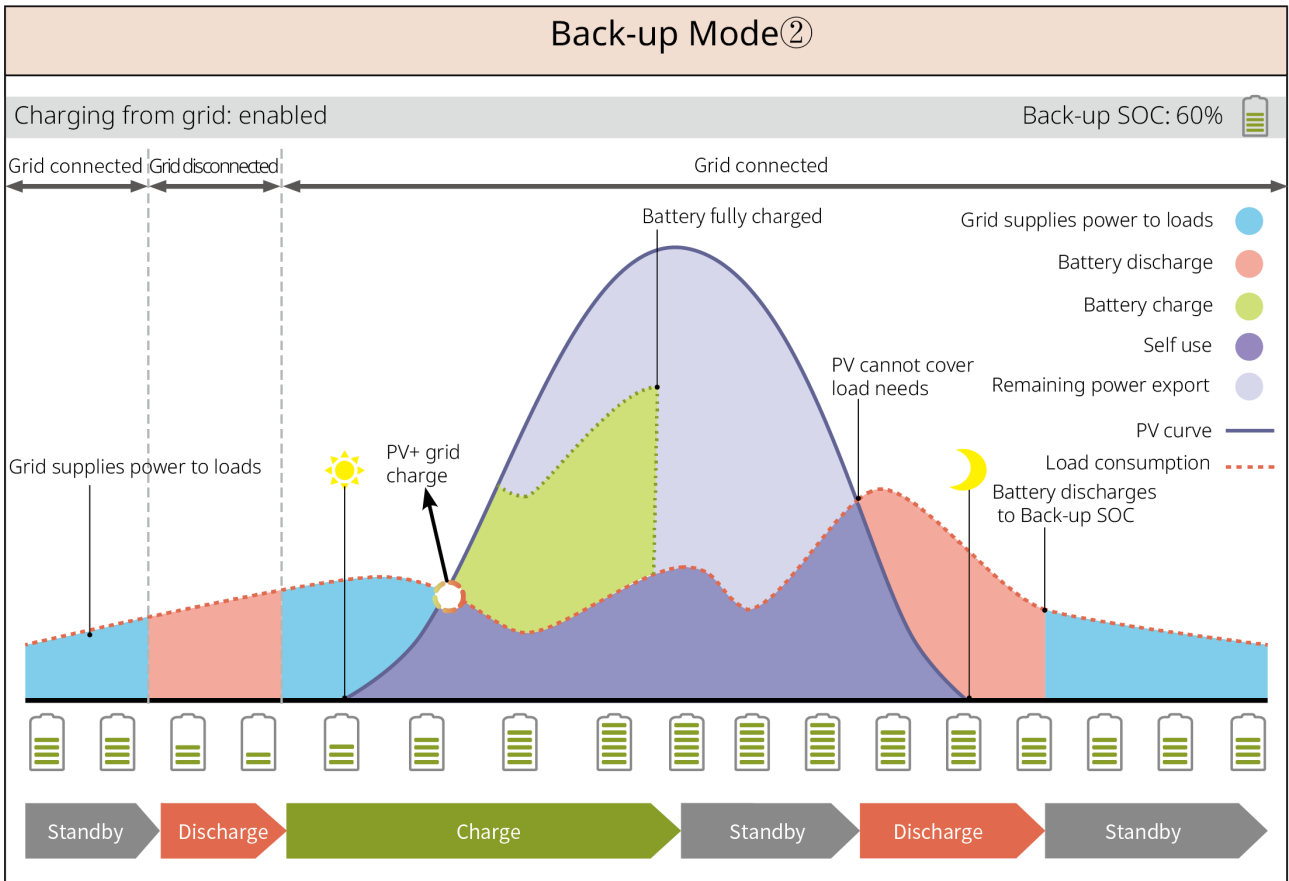 Back-up Mode②
Charging from grid: enabled
Back-up SOC: 60%
Grid connected
Grid disconnected
Grid connected
Battery fully charged
Grid supplies power to loads
Battery discharge
Battery charge
Self use
Remaining power export
PV curve
Load consumption
PV cannot cover
load needs
PV+ grid
charge
Grid supplies power to loads
Battery discharges
to Back-up SOC
Standby
Discharge
Charge
Standby
Discharge
Standby